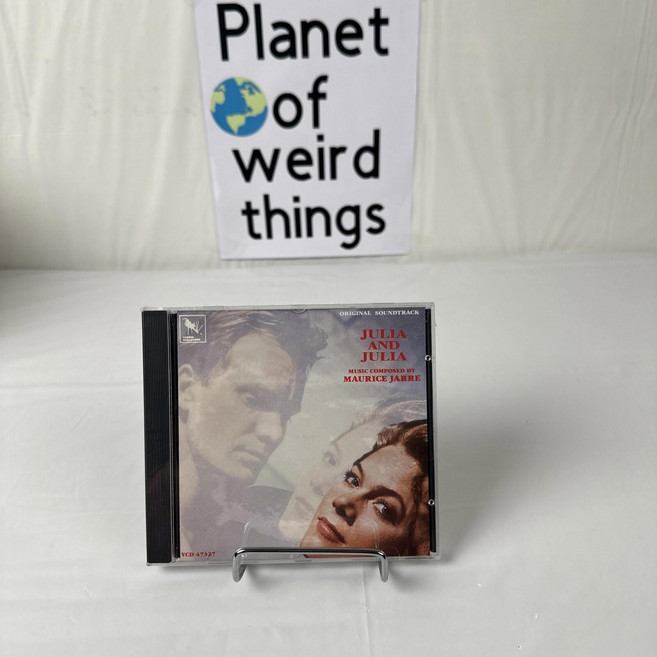 Planet
of
weird
things
ORIGINAL SOUNDTRACK
JULIA
AND
JULIA
MUSIC COMPOSED BY
MAURICE JARRE
VCD 47327